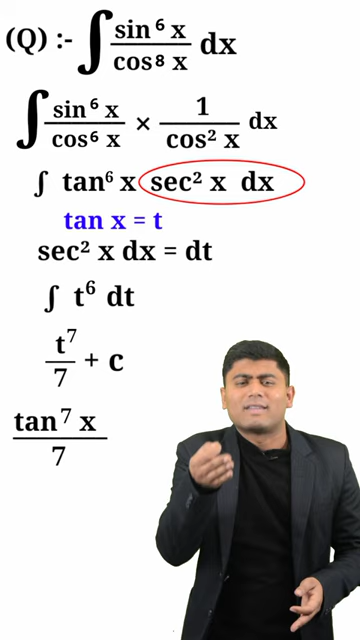 (Q) :- ∫ sin⁶ x / cos⁸ x dx
∫ sin⁶ x / cos⁶ x × 1 / cos² x dx
∫ tan⁶ x sec² x dx
tan x = t
sec² x dx = dt
∫ t⁶ dt
t⁷ / 7 + c
tan⁷ x / 7